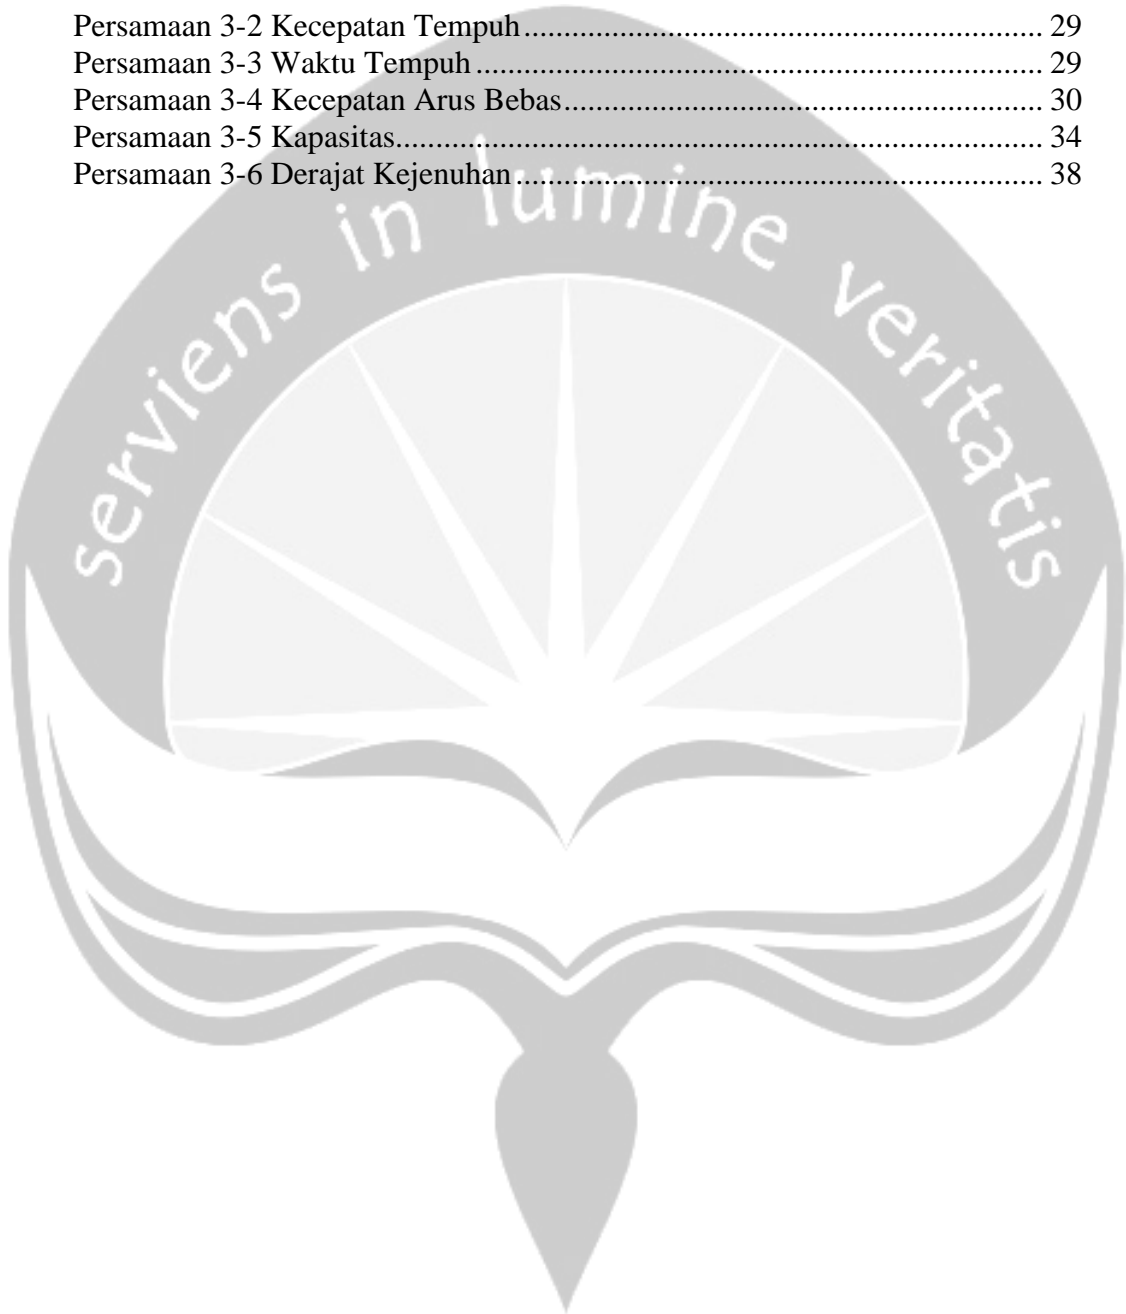 Persamaan 3-2 Kecepatan Tempuh................................................................. 29
Persamaan 3-3 Waktu Tempuh ....................................................................... 29
Persamaan 3-4 Kecepatan Arus Bebas............................................................ 30
Persamaan 3-5 Kapasitas................................................................................. 34
Persamaan 3-6 Derajat Kejenuhan .................................................................. 38
serviens in lumine veritatis